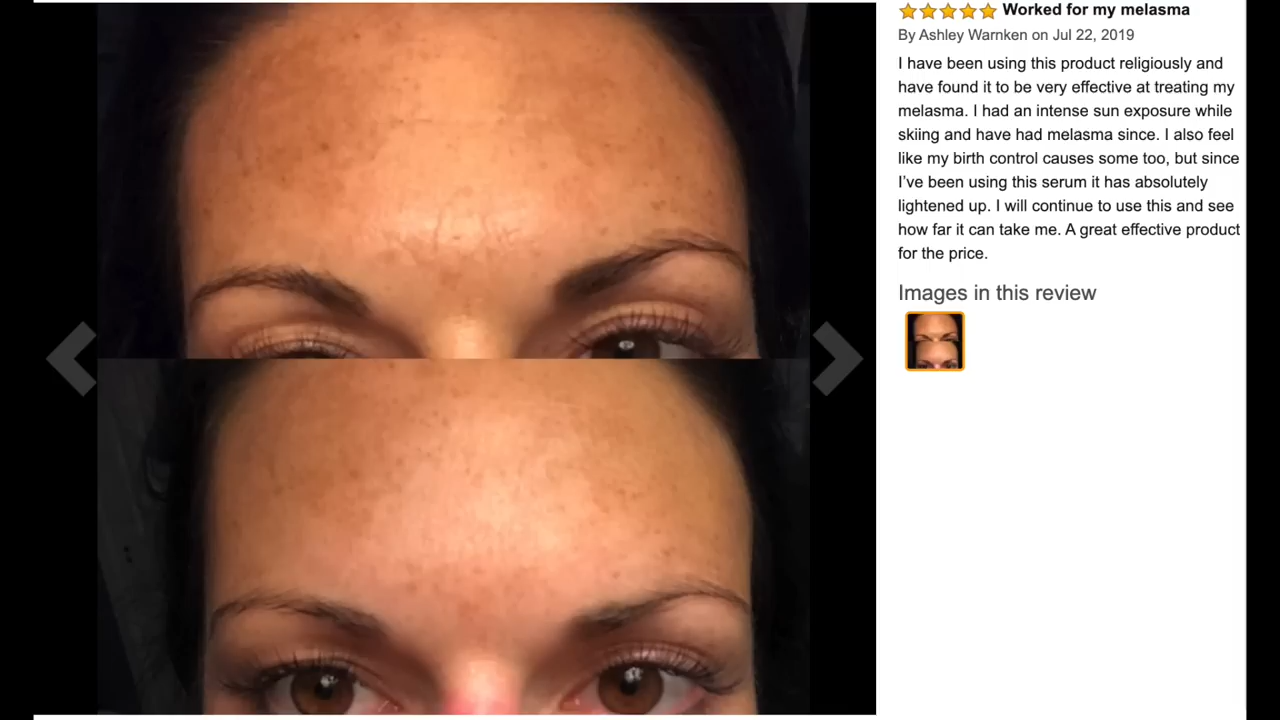 Worked for my melasma
By Ashley Warnken on Jul 22, 2019
I have been using this product religiously and
have found it to be very effective at treating my
melasma. I had an intense sun exposure while
skiing and have had melasma since. I also feel
like my birth control causes some too, but since
I’ve been using this serum it has absolutely
lightened up. I will continue to use this and see
how far it can take me. A great effective product
for the price.
Images in this review